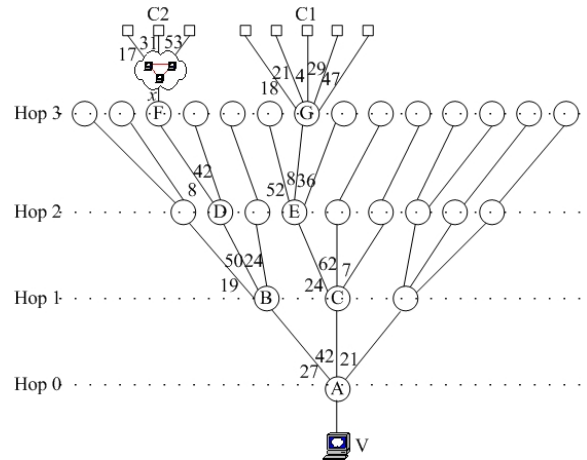 C2 C1
17 31 53 21 4 29 47
18
x
Hop 3 F G
42 8
8 52 36
Hop 2 D E
50 24 62 7
19 24
Hop 1 B C
42 21
27
Hop 0 A
V